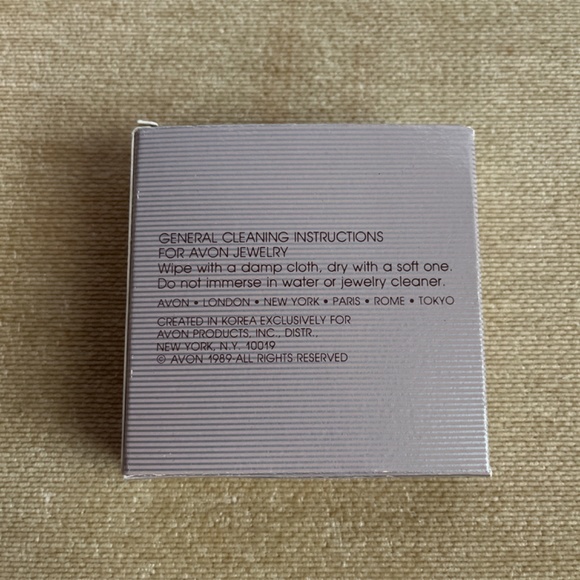 GENERAL CLEANING INSTRUCTIONS
FOR AVON JEWELRY
Wipe with a damp cloth, dry with a soft one.
Do not immerse in water or jewelry cleaner.
AVON • LONDON • NEW YORK • PARIS • ROME • TOKYO
CREATED IN KOREA EXCLUSIVELY FOR
AVON PRODUCTS, INC., DISTR.,
NEW YORK, N.Y. 10019
© AVON 1989-ALL RIGHTS RESERVED